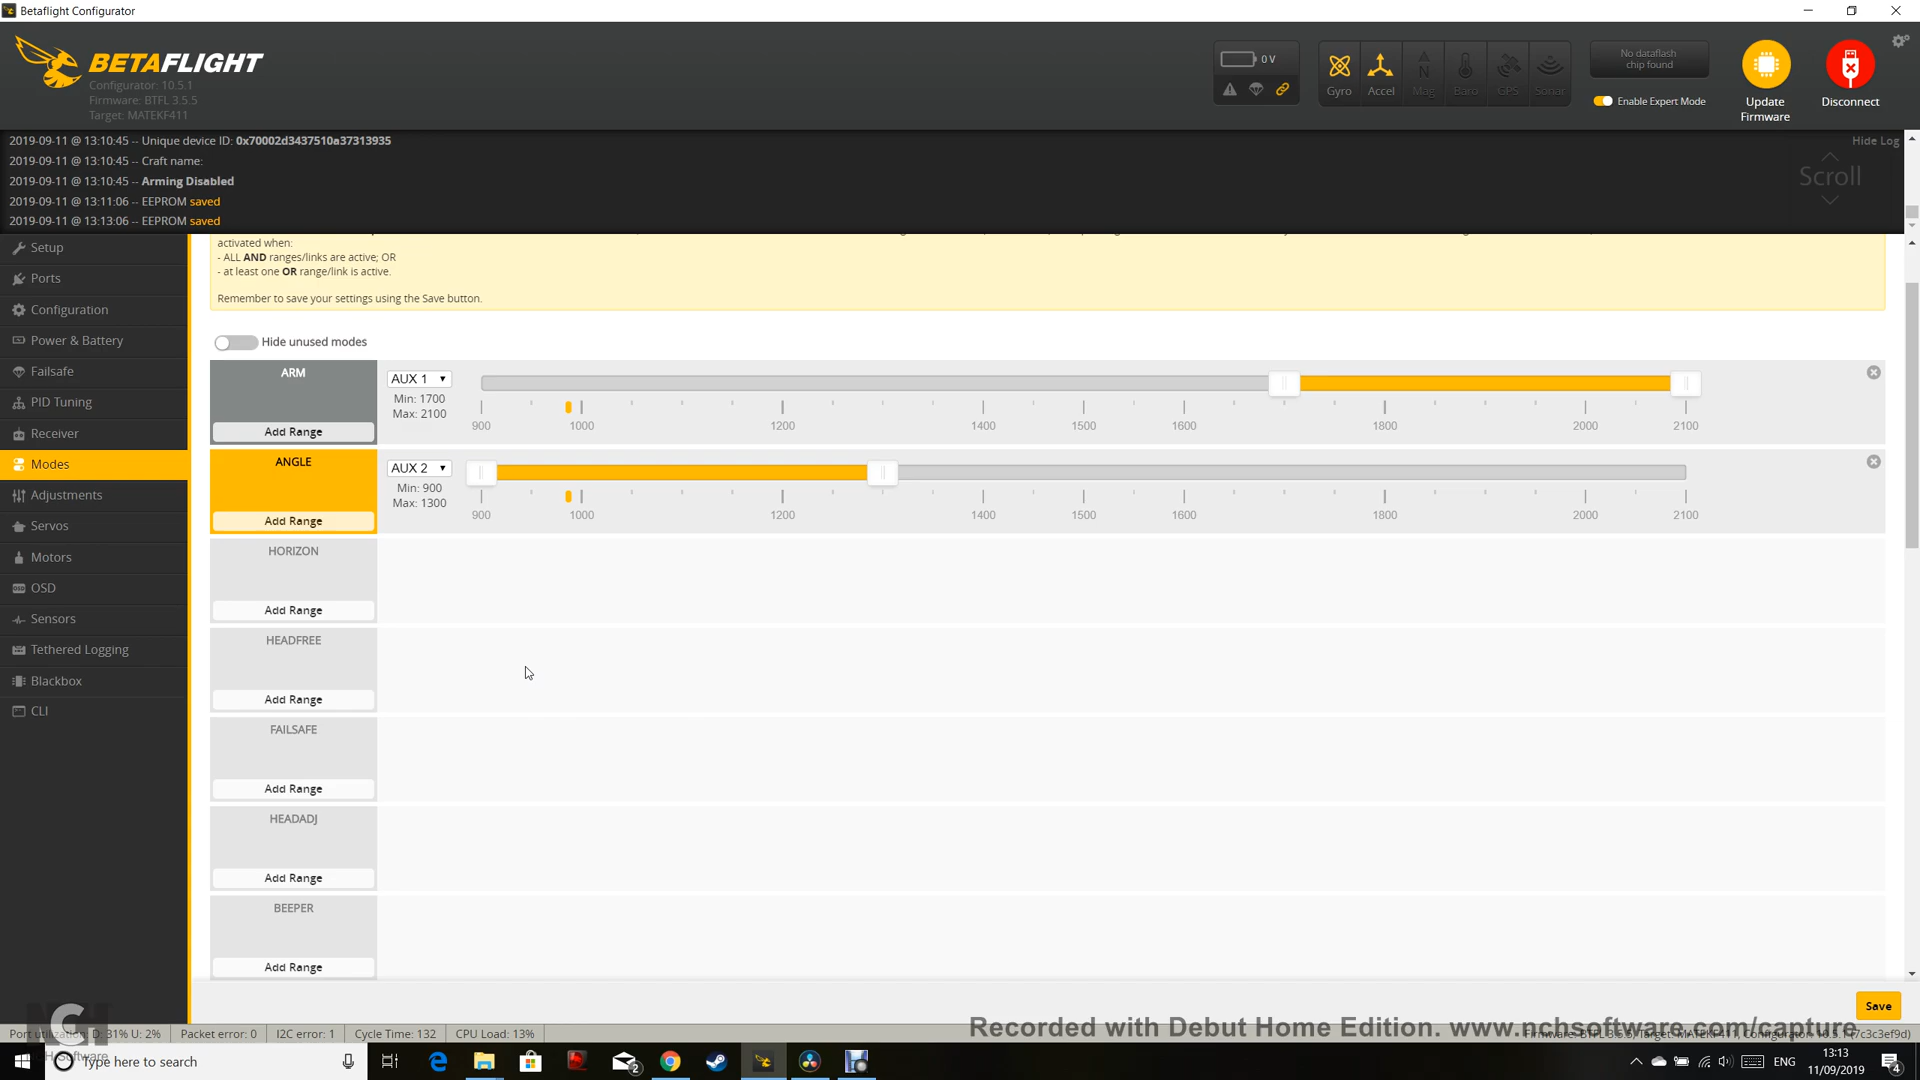 Betaflight Configurator
BETAFLIGHT
Configurator: 10.5.1
Firmware: BTFL 3.5.5
Target: MATEKF411
0 V
Gyro
Accel
Mag
Baro
GPS
Sonar
No dataflash
chip found
Enable Expert Mode
Update
Firmware
Disconnect
2019-09-11 @ 13:10:45 -- Unique device ID: 0x70002d3437510a37313935
Hide Log
2019-09-11 @ 13:10:45 -- Craft name:
2019-09-11 @ 13:10:45 -- Arming Disabled
Scroll
2019-09-11 @ 13:11:06 -- EEPROM saved
2019-09-11 @ 13:13:06 -- EEPROM saved
Setup
Ports
Configuration
Power & Battery
Failsafe
PID Tuning
Receiver
Modes
Adjustments
Servos
Motors
OSD
Sensors
Tethered Logging
Blackbox
CLI
activated when:
- ALL AND ranges/links are active; OR
- at least one OR range/link is active.
Remember to save your settings using the Save button.
Hide unused modes
ARM
Add Range
AUX 1
Min: 1700
Max: 2100
900 1000 1200 1400 1500 1600 1800 2000 2100
ANGLE
Add Range
AUX 2
Min: 900
Max: 1300
900 1000 1200 1400 1500 1600 1800 2000 2100
HORIZON
Add Range
HEADFREE
Add Range
FAILSAFE
Add Range
HEADADJ
Add Range
BEEPER
Add Range
Save
Port utilization: D: 31% U: 2%
Packet error: 0
I2C error: 1
Cycle Time: 132
CPU Load: 13%
Recorded with Debut Home Edition. www.nchsoftware.com/capture
NCH Software
Type here to search
2
ENG
13:13
11/09/2019
4